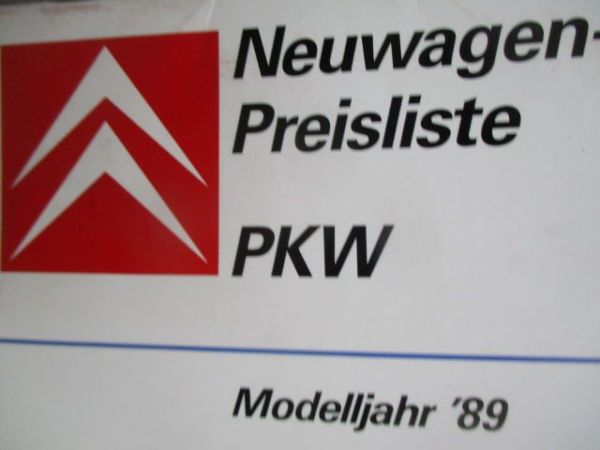 Neuwagen-
Preisliste
PKW
Modelljahr '89